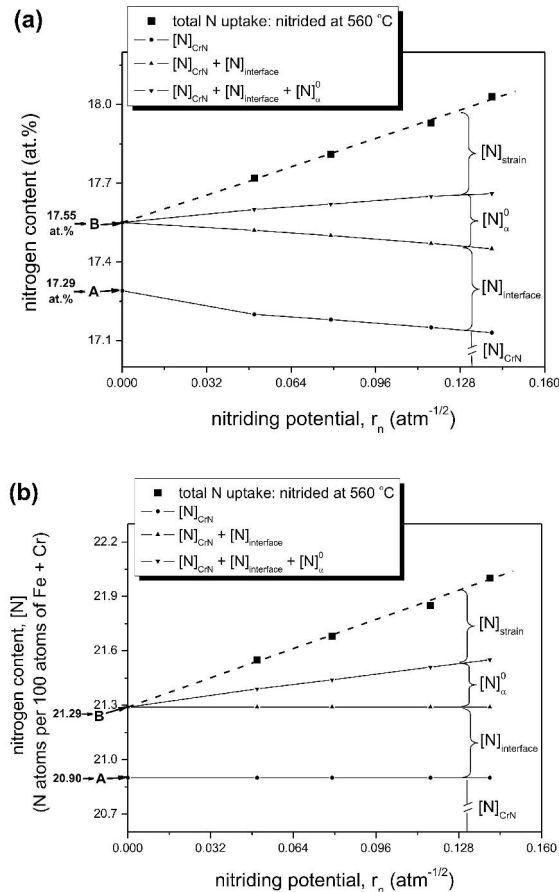 (a)
total N uptake: nitrided at 560 °C
[N]CrN
[N]CrN + [N]interface
[N]CrN + [N]interface + [N]α0
nitrogen content (at.%)
18.0
17.7
17.4
17.1
17.55
at.%
B
17.29
at.%
A
[N]strain
[N]α0
[N]interface
[N]CrN
0.000 0.032 0.064 0.096 0.128 0.160
nitriding potential, rn (atm-1/2)
(b)
total N uptake: nitrided at 560 °C
[N]CrN
[N]CrN + [N]interface
[N]CrN + [N]interface + [N]α0
nitrogen content, [N]
(N atoms per 100 atoms of Fe + Cr)
22.2
21.9
21.6
21.3
21.0
20.7
21.29 B
20.90 A
[N]strain
[N]α0
[N]interface
[N]CrN
0.000 0.032 0.064 0.096 0.128 0.160
nitriding potential, rn (atm-1/2)